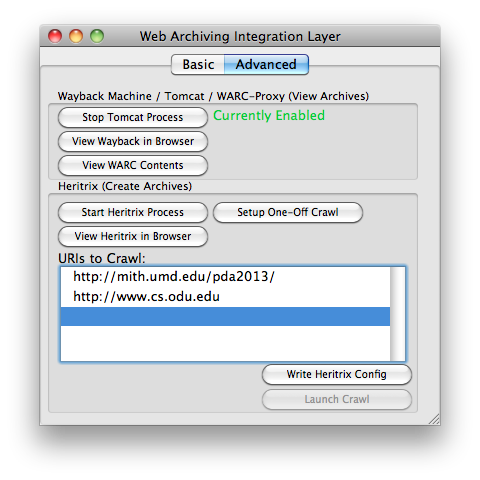 Web Archiving Integration Layer
Basic Advanced
Wayback Machine / Tomcat / WARC-Proxy (View Archives)
Stop Tomcat Process Currently Enabled
View Wayback in Browser
View WARC Contents
Heritrix (Create Archives)
Start Heritrix Process Setup One-Off Crawl
View Heritrix in Browser
URIs to Crawl:
http://mith.umd.edu/pda2013/
http://www.cs.odu.edu
Write Heritrix Config
Launch Crawl